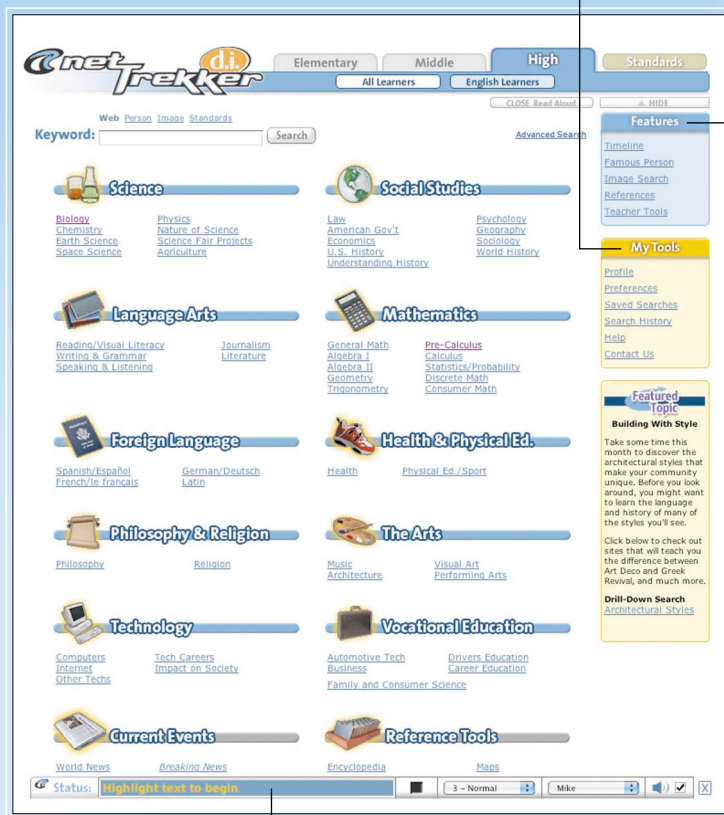 net Trekker d.i.
Elementary Middle High Standards
All Learners English Learners
CLOSE Read Aloud HIDE
Web Person Image Standards
Keyword: Search Advanced Search
Features
Timeline
Famous Person
Image Search
References
Teacher Tools
My Tools
Profile
Preferences
Saved Searches
Search History
Help
Contact Us
Featured Topic
Building With Style
Take some time this
month to discover the
architectural styles that
make your community
unique. Before you look
around, you might want
to learn the language
and history of many of
the styles you'll see.
Click below to check out
sites that will teach you
the difference between
Art Deco and Greek
Revival, and much more.
Drill-Down Search
Architectural Styles
Science
Biology Physics
Chemistry Nature of Science
Earth Science Science Fair Projects
Space Science Agriculture
Social Studies
Law Psychology
American Gov't Geography
Economics Sociology
U.S. History World History
Understanding History
Language Arts
Reading/Visual Literacy Journalism
Writing & Grammar Literature
Speaking & Listening
Mathematics
General Math Pre-Calculus
Algebra I Calculus
Algebra II Statistics/Probability
Geometry Discrete Math
Trigonometry Consumer Math
Foreign Language
Spanish/Español German/Deutsch
French/le francais Latin
Health & Physical Ed.
Health Physical Ed./Sport
Philosophy & Religion
Philosophy Religion
The Arts
Music Visual Art
Architecture Performing Arts
Technology
Computers Tech Careers
Internet Impact on Society
Other Techs
Vocational Education
Automotive Tech Drivers Education
Business Career Education
Family and Consumer Science
Current Events
World News Breaking News
Reference Tools
Encyclopedia Maps
Status: Highlight text to begin 3 - Normal Mike X